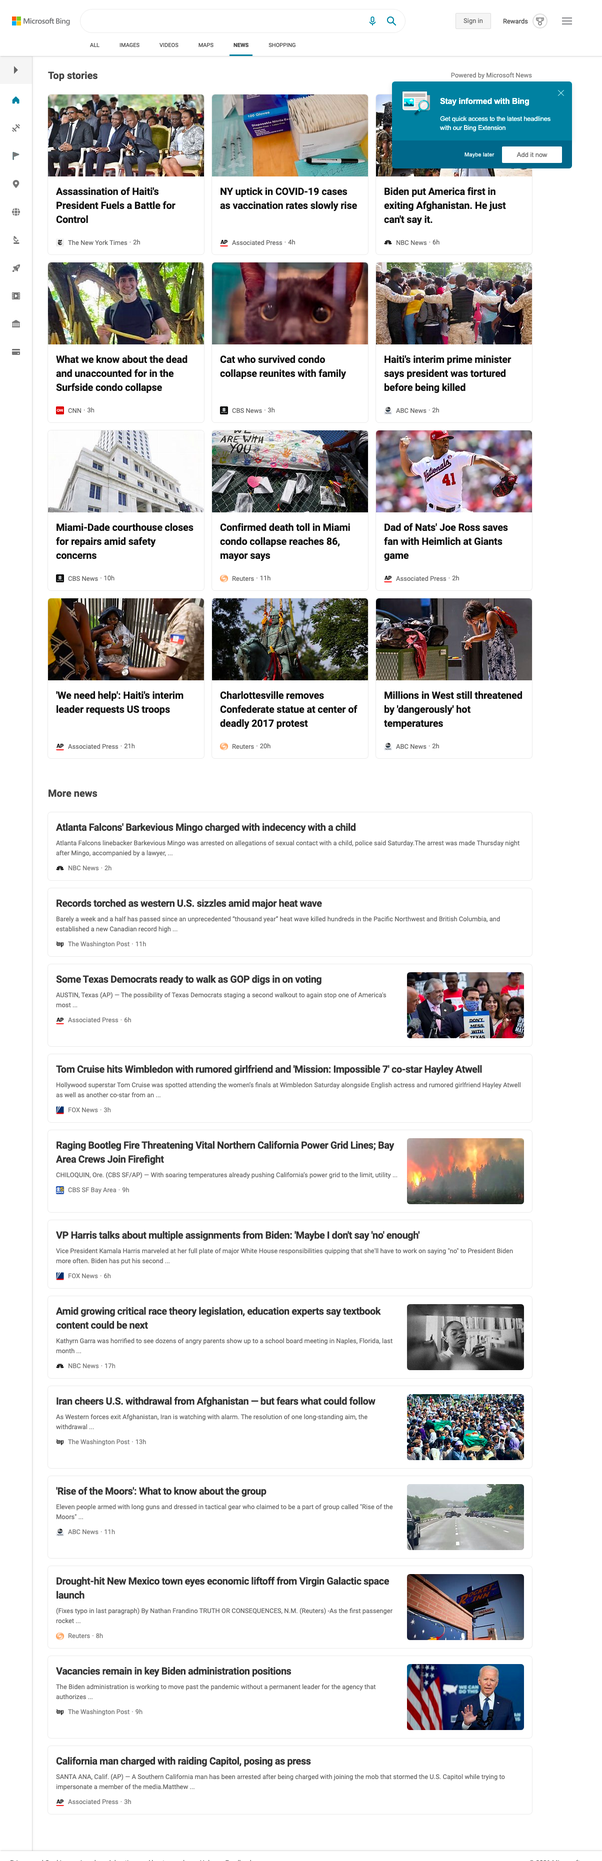 Microsoft Bing
Sign in
Rewards
ALL
IMAGES
VIDEOS
MAPS
NEWS
SHOPPING
Top stories
Powered by Microsoft News
Stay informed with Bing
Get quick access to the latest headlines
with our Bing Extension
Maybe later
Add it now
Assassination of Haiti's
President Fuels a Battle for
Control
The New York Times · 2h
NY uptick in COVID-19 cases
as vaccination rates slowly rise
AP Associated Press · 4h
Biden put America first in
exiting Afghanistan. He just
can't say it.
NBC News · 6h
What we know about the dead
and unaccounted for in the
Surfside condo collapse
CNN · 3h
Cat who survived condo
collapse reunites with family
CBS News · 3h
Haiti's interim prime minister
says president was tortured
before being killed
ABC News · 2h
Miami-Dade courthouse closes
for repairs amid safety
concerns
CBS News · 10h
ARE WITH
YOU
Confirmed death toll in Miami
condo collapse reaches 86,
mayor says
Reuters · 11h
Nationals
41
Dad of Nats' Joe Ross saves
fan with Heimlich at Giants
game
AP Associated Press · 2h
'We need help': Haiti's interim
leader requests US troops
AP Associated Press · 21h
Charlottesville removes
Confederate statue at center of
deadly 2017 protest
Reuters · 20h
Millions in West still threatened
by 'dangerously' hot
temperatures
ABC News · 2h
More news
Atlanta Falcons' Barkevious Mingo charged with indecency with a child
Atlanta Falcons linebacker Barkevious Mingo was arrested on allegations of sexual contact with a child, police said Saturday.The arrest was made Thursday night
after Mingo, accompanied by a lawyer, ...
NBC News · 2h
Records torched as western U.S. sizzles amid major heat wave
Barely a week and a half has passed since an unprecedented "thousand year" heat wave killed hundreds in the Pacific Northwest and British Columbia, and
established a new Canadian record high ...
wp The Washington Post · 11h
Some Texas Democrats ready to walk as GOP digs in on voting
AUSTIN, Texas (AP) — The possibility of Texas Democrats staging a second walkout to again stop one of America's
most ...
AP Associated Press · 6h
DON'T
MESS
WITH
TEXAS
Tom Cruise hits Wimbledon with rumored girlfriend and 'Mission: Impossible 7' co-star Hayley Atwell
Hollywood superstar Tom Cruise was spotted attending the women's finals at Wimbledon Saturday alongside English actress and rumored girlfriend Hayley Atwell
as well as another co-star from an ...
FOX News · 3h
Raging Bootleg Fire Threatening Vital Northern California Power Grid Lines; Bay
Area Crews Join Firefight
CHILOQUIN, Ore. (CBS SF/AP) — With soaring temperatures already pushing California's power grid to the limit, utility ...
CBS SF Bay Area · 9h
VP Harris talks about multiple assignments from Biden: 'Maybe I don't say 'no' enough'
Vice President Kamala Harris marveled at her full plate of major White House responsibilities quipping that she'll have to work on saying "no" to President Biden
more often. Biden has put his second ...
FOX News · 6h
Amid growing critical race theory legislation, education experts say textbook
content could be next
Kathyrn Garra was horrified to see dozens of angry parents show up to a school board meeting in Naples, Florida, last
month ...
NBC News · 17h
Iran cheers U.S. withdrawal from Afghanistan — but fears what could follow
As Western forces exit Afghanistan, Iran is watching with alarm. The resolution of one long-standing aim, the
withdrawal ...
wp The Washington Post · 13h
'Rise of the Moors': What to know about the group
Eleven people armed with long guns and dressed in tactical gear who claimed to be a part of group called "Rise of the
Moors" ...
ABC News · 11h
Drought-hit New Mexico town eyes economic liftoff from Virgin Galactic space
launch
(Fixes typo in last paragraph) By Nathan Frandino TRUTH OR CONSEQUENCES, N.M. (Reuters) -As the first passenger
rocket ...
Reuters · 8h
ROCKET
INN
Vacancies remain in key Biden administration positions
The Biden administration is working to move past the pandemic without a permanent leader for the agency that
authorizes ...
wp The Washington Post · 9h
California man charged with raiding Capitol, posing as press
SANTA ANA, Calif. (AP) — A Southern California man has been arrested after being charged with joining the mob that stormed the U.S. Capitol while trying to
impersonate a member of the media.Matthew ...
AP Associated Press · 3h